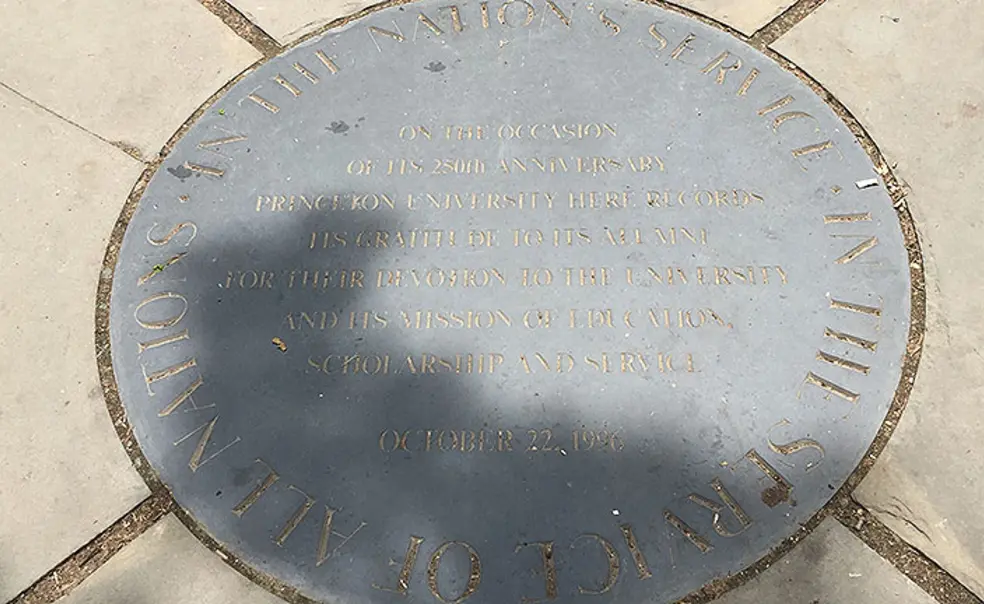 IN THE NATION'S SERVICE · IN THE SERVICE OF ALL NATIONS ·
ON THE OCCASION
OF ITS 250th ANNIVERSARY
PRINCETON UNIVERSITY HERE RECORDS
ITS GRATITUDE TO ITS ALUMNI
FOR THEIR DEVOTION TO THE UNIVERSITY
AND ITS MISSION OF EDUCATION,
SCHOLARSHIP AND SERVICE
OCTOBER 22, 1996